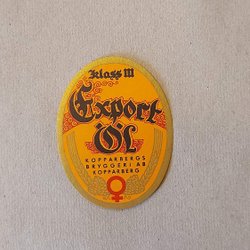 Klass III
Export
ÖL
KOPPARBERGS
BRYGGERI AB
KOPPARBERG